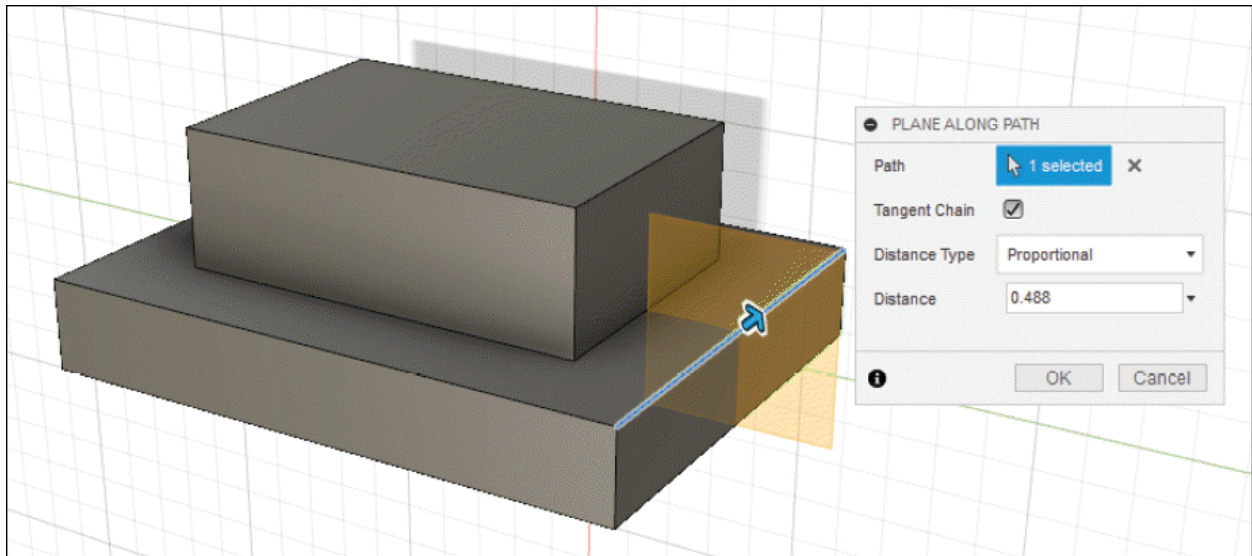 PLANE ALONG PATH
Path 1 selected
Tangent Chain
Distance Type Proportional
Distance 0.488
OK Cancel